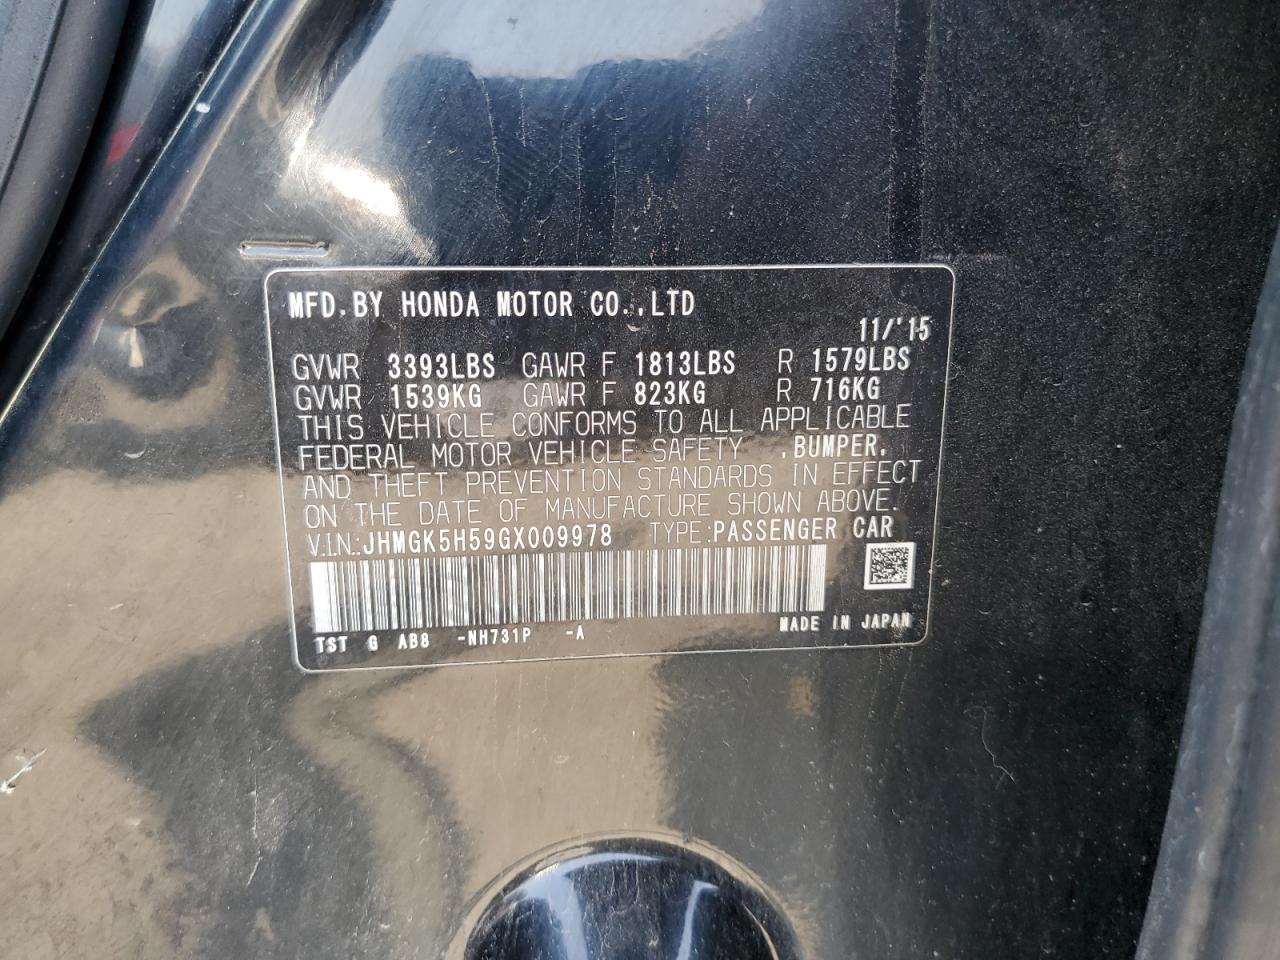 MFD.BY HONDA MOTOR CO.,LTD
11/'15
GVWR 3393LBS GAWR F 1813LBS R 1579LBS
GVWR 1539KG GAWR F 823KG R 716KG
THIS VEHICLE CONFORMS TO ALL APPLICABLE
FEDERAL MOTOR VEHICLE SAFETY ,BUMPER,
AND THEFT PREVENTION STANDARDS IN EFFECT
ON THE DATE OF MANUFACTURE SHOWN ABOVE.
V.I.N.:JHMGK5H59GX009978 TYPE:PASSENGER CAR
TST G AB8 -NH731P -A MADE IN JAPAN